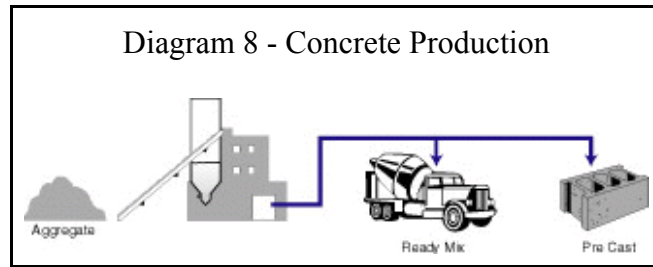 Diagram 8 - Concrete Production
Aggregate
Ready Mix
Pre Cast